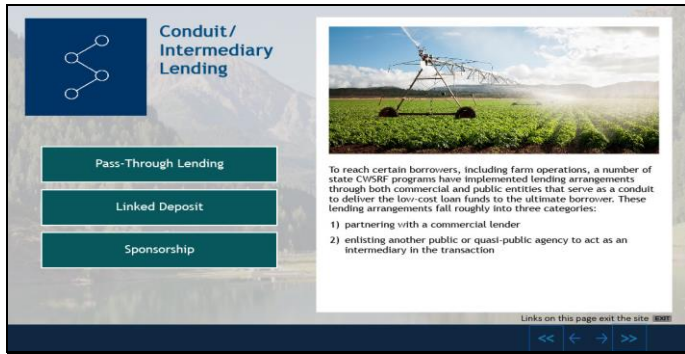 Conduit/
Intermediary
Lending
Pass-Through Lending
Linked Deposit
Sponsorship
To reach certain borrowers, including farm operations, a number of
state CWSRF programs have implemented lending arrangements
through both commercial and public entities that serve as a conduit
to deliver the low-cost loan funds to the ultimate borrower. These
lending arrangements fall roughly into three categories:
1) partnering with a commercial lender
2) enlisting another public or quasi-public agency to act as an
intermediary in the transaction
Links on this page exit the site EXIT
<< ← → >>